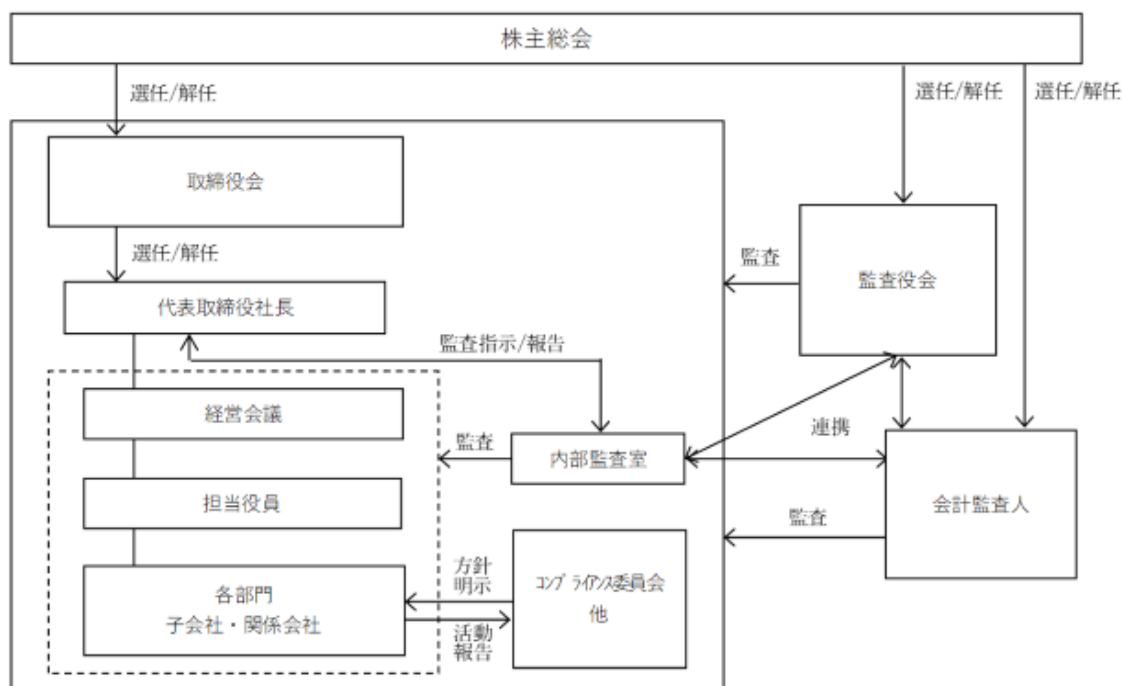 株主総会
選任/解任
選任/解任
選任/解任
取締役会
選任/解任
監査
監査役会
代表取締役社長
監査指示/報告
経営会議
連携
監査
内部監査室
担当役員
会計監査人
監査
方針
明示
コンプライアンス委員会
他
各部門
子会社・関係会社
活動
報告